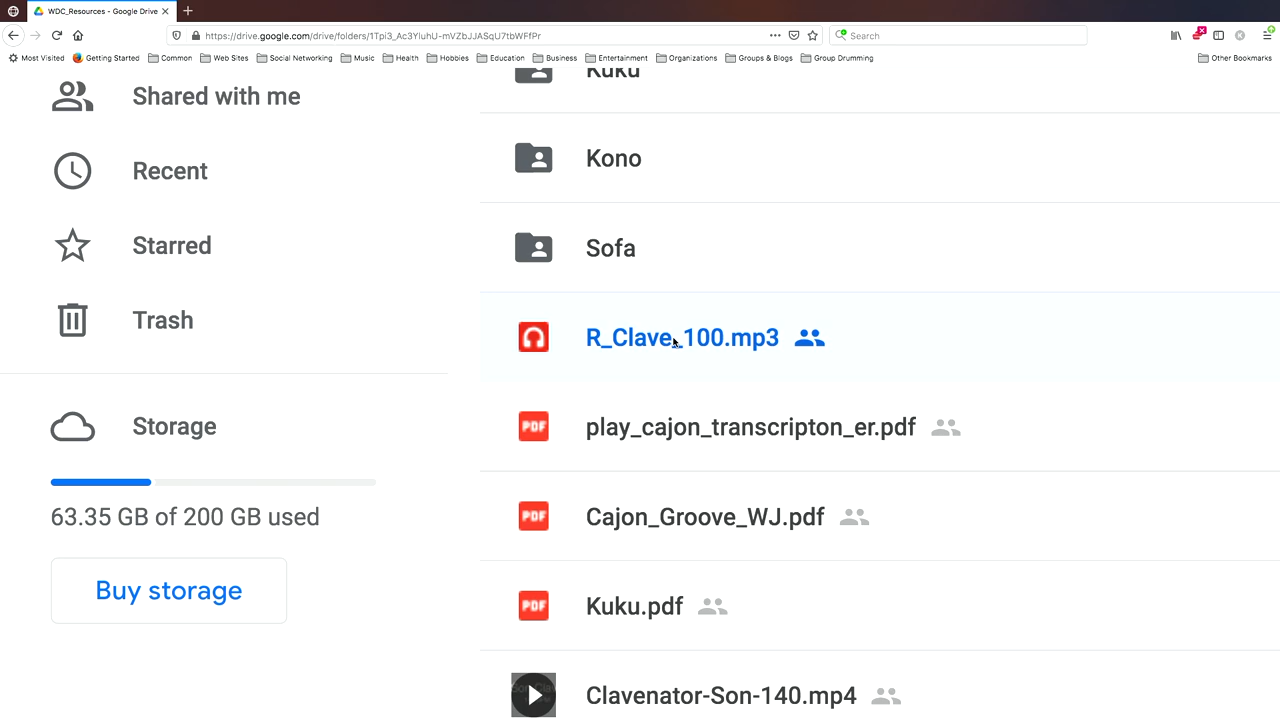 WDC_Resources - Google Drive
https://drive.google.com/drive/folders/1Tpi3_Ac3YluhU-mVZbJJASqU7tbWFfPr
Search
Most Visited Getting Started Common Web Sites Social Networking Music Health Hobbies Education Business Entertainment Organizations Groups & Blogs Group Drumming Other Bookmarks
Shared with me
Recent
Starred
Trash
Storage
63.35 GB of 200 GB used
Buy storage
Kuku
Kono
Sofa
R_Clave_100.mp3
PDF play_cajon_transcripton_er.pdf
PDF Cajon_Groove_WJ.pdf
PDF Kuku.pdf
Clavenator-Son-140.mp4